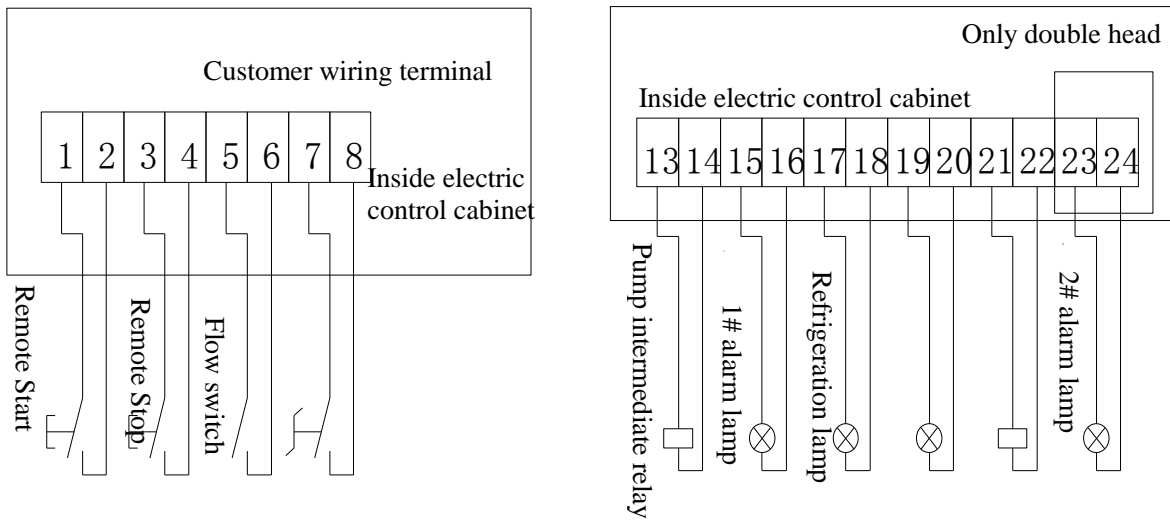 Customer wiring terminal
1 2 3 4 5 6 7 8
Inside electric
control cabinet
Remote Start
Remote Stop
Flow switch
Only double head
Inside electric control cabinet
13 14 15 16 17 18 19 20 21 22 23 24
Pump intermediate relay
1# alarm lamp
Refrigeration lamp
2# alarm lamp